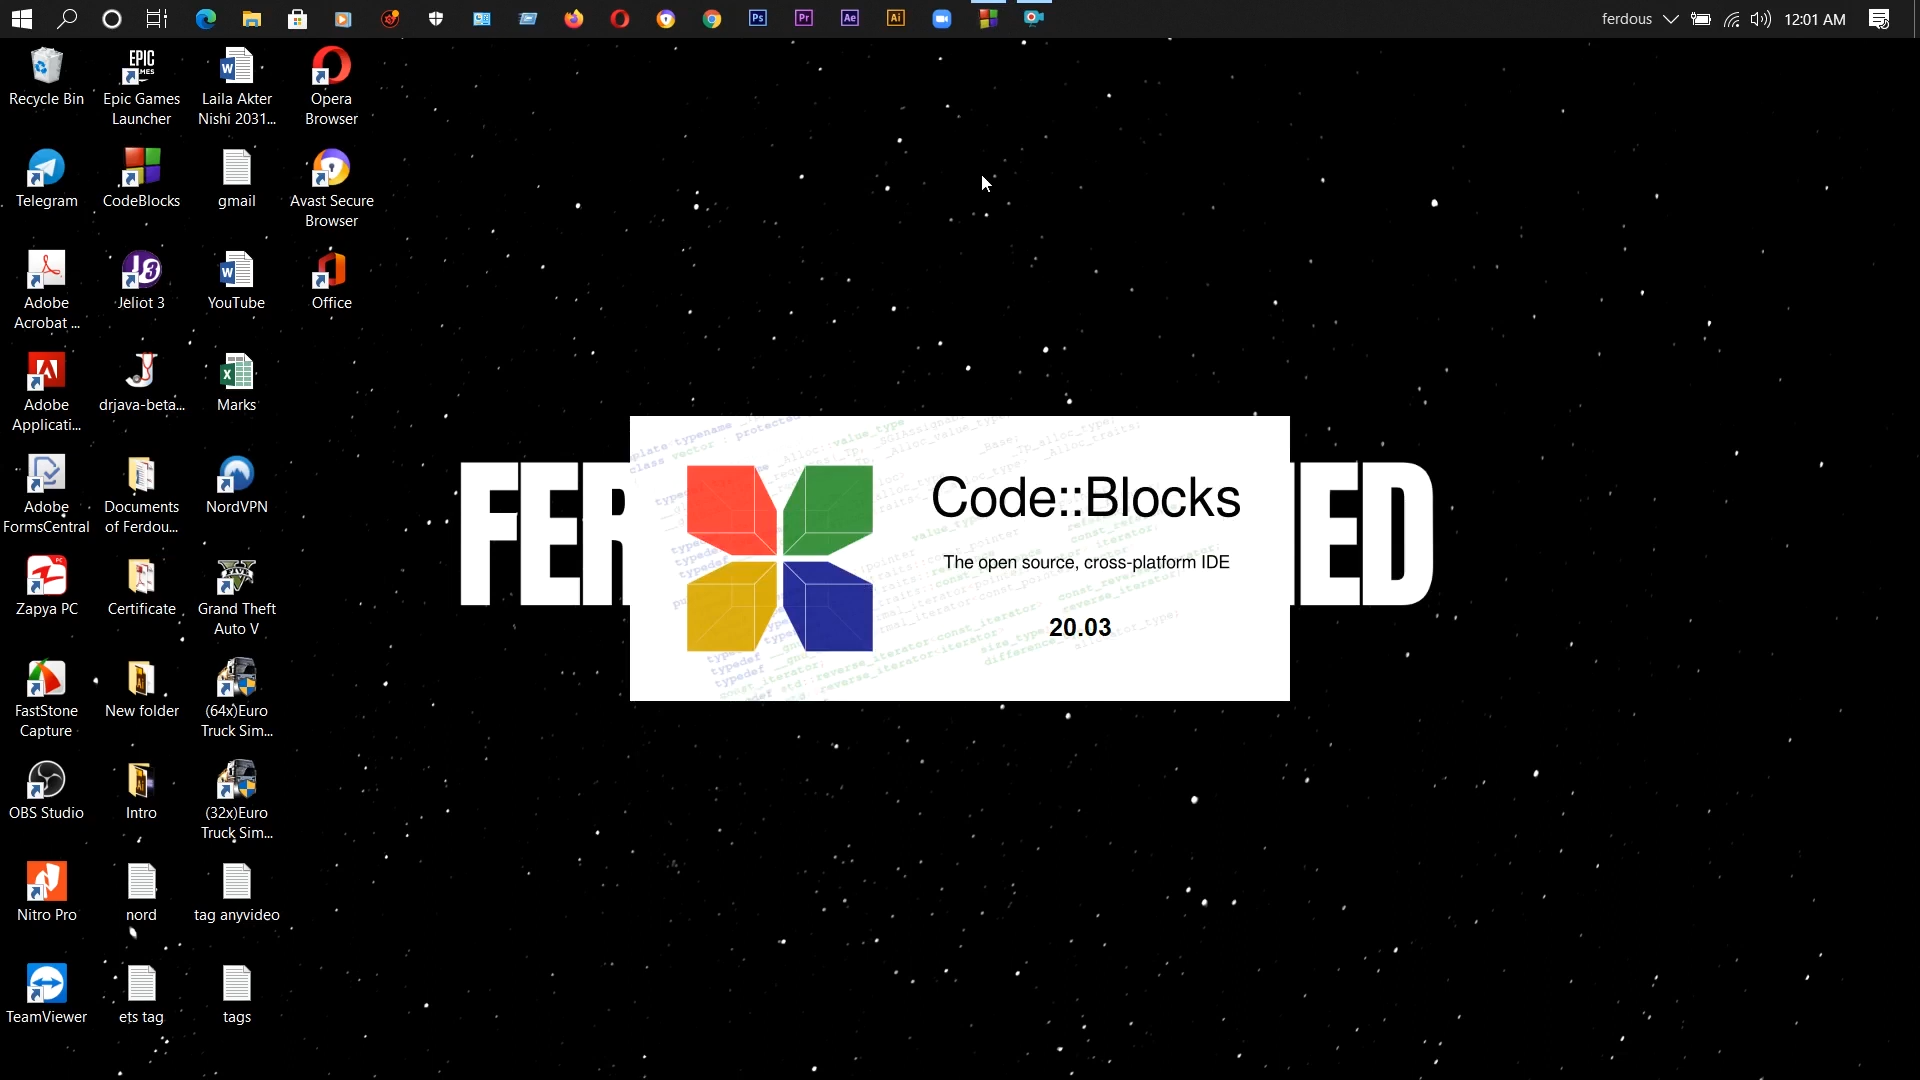 ferdous
12:01 AM
Recycle Bin
Epic Games
Launcher
Laila Akter
Nishi 2031...
Opera
Browser
Telegram
CodeBlocks
gmail
Avast Secure
Browser
Adobe
Acrobat ...
Jeliot 3
YouTube
Office
Adobe
Applicati...
drjava-beta...
Marks
Adobe
FormsCentral
Documents
of Ferdou...
NordVPN
Zapya PC
Certificate
Grand Theft
Auto V
FastStone
Capture
New folder
(64x)Euro
Truck Sim...
OBS Studio
Intro
(32x)Euro
Truck Sim...
Nitro Pro
nord
tag anyvideo
TeamViewer
ets tag
tags
FER
ED
Code::Blocks
The open source, cross-platform IDE
20.03